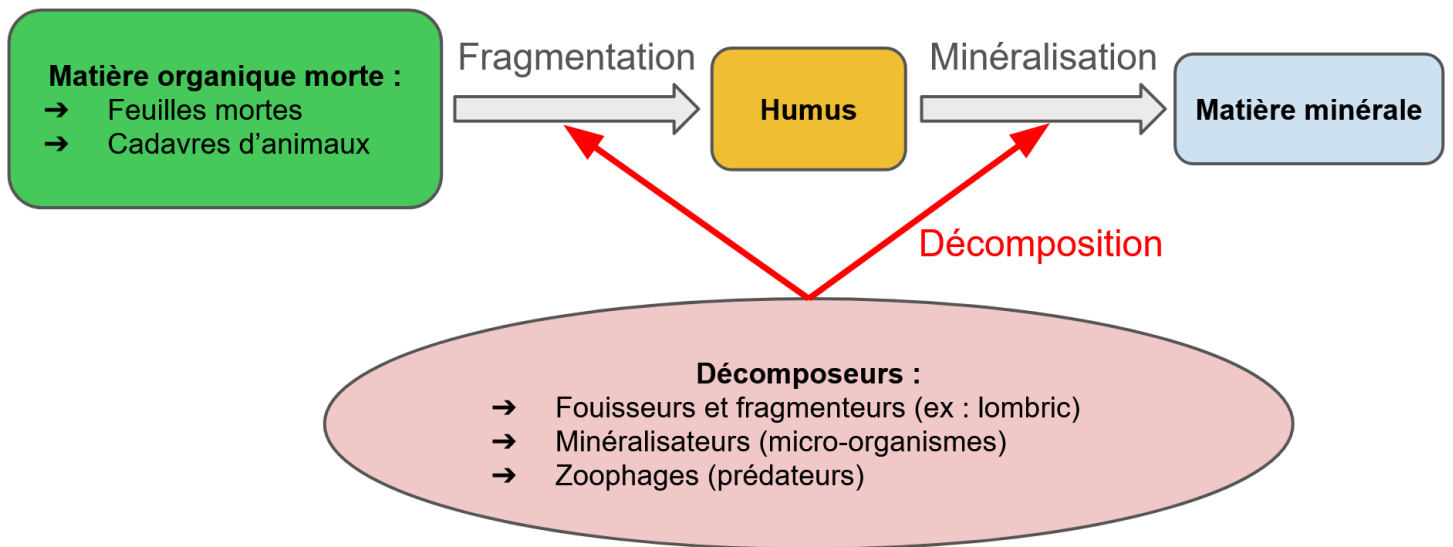 Matière organique morte :
➔ Feuilles mortes
➔ Cadavres d’animaux
Fragmentation
Humus
Minéralisation
Matière minérale
Décomposition
Décomposeurs :
➔ Fouisseurs et fragmenteurs (ex : lombric)
➔ Minéralisateurs (micro-organismes)
➔ Zoophages (prédateurs)